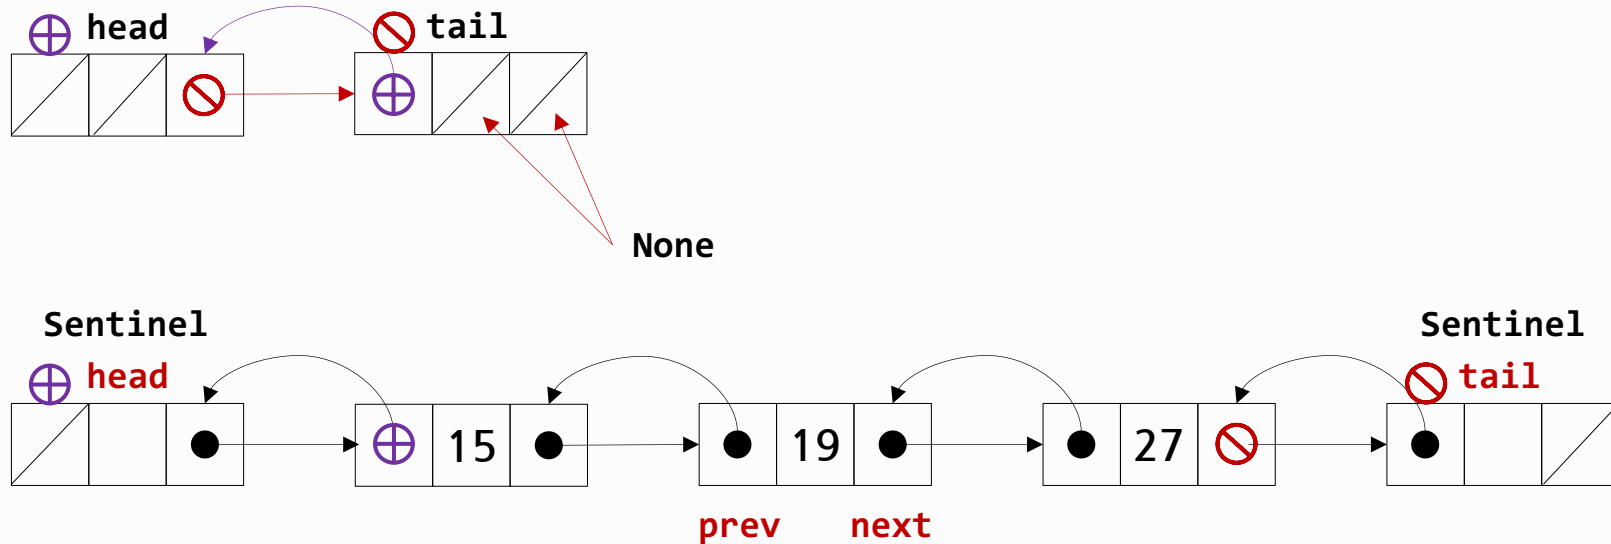 head tail
None
Sentinel Sentinel
head tail
15 19 27
prev next